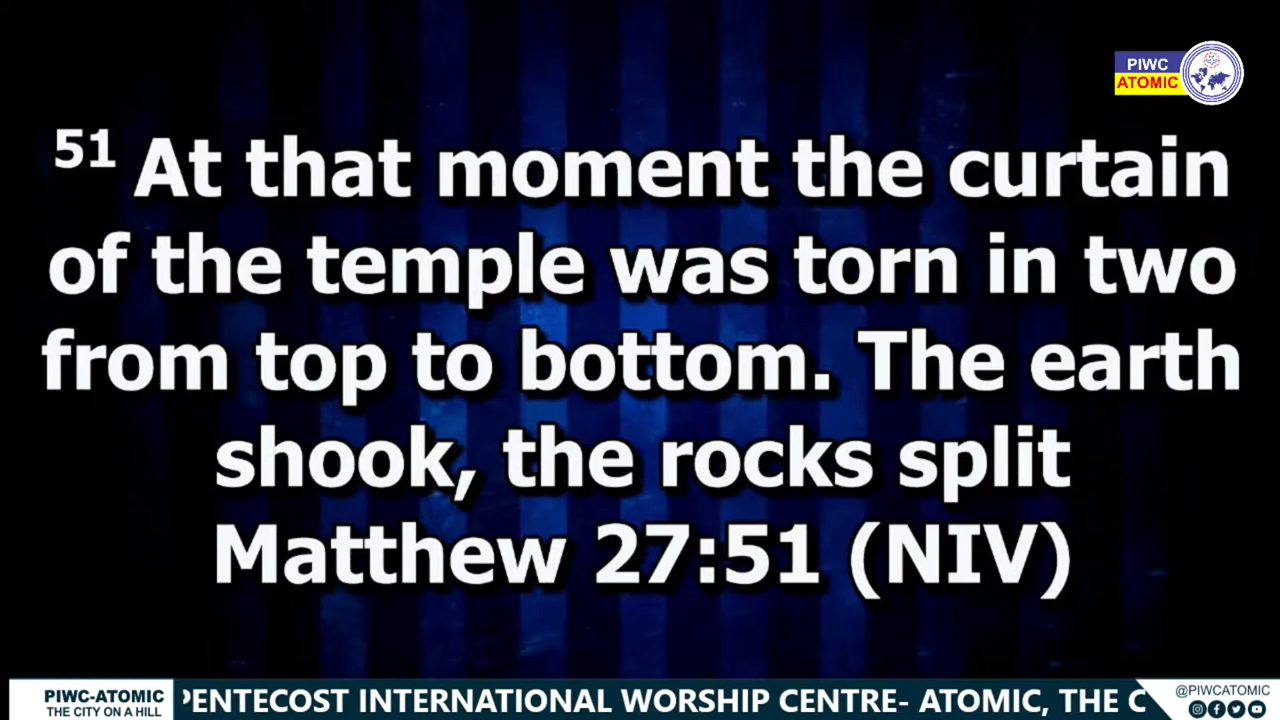 PIWC
ATOMIC
51 At that moment the curtain
of the temple was torn in two
from top to bottom. The earth
shook, the rocks split
Matthew 27:51 (NIV)
PIWC-ATOMIC
THE CITY ON A HILL
PENTECOST INTERNATIONAL WORSHIP CENTRE- ATOMIC, THE C
@PIWCATOMIC